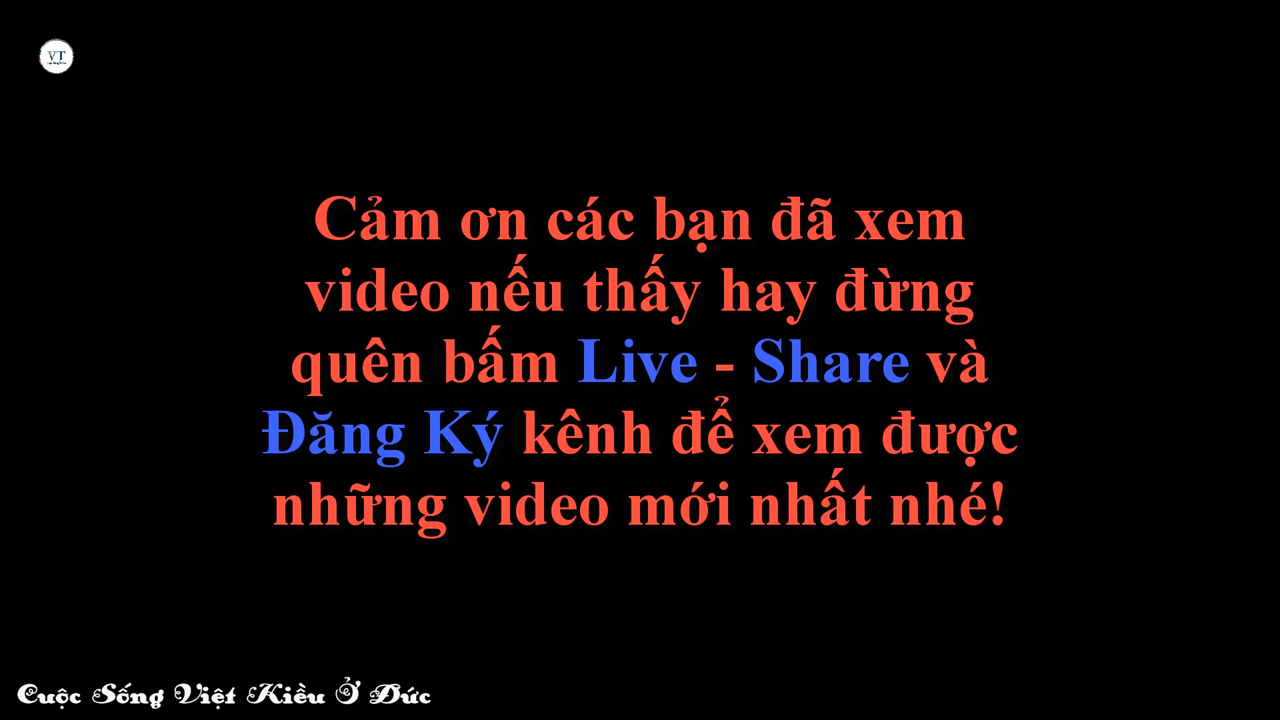 VT
Cảm ơn các bạn đã xem
video nếu thấy hay đừng
quên bấm Live - Share và
Đăng Ký kênh để xem được
những video mới nhất nhé!
Cuộc Sống Việt Kiều Ở Đức